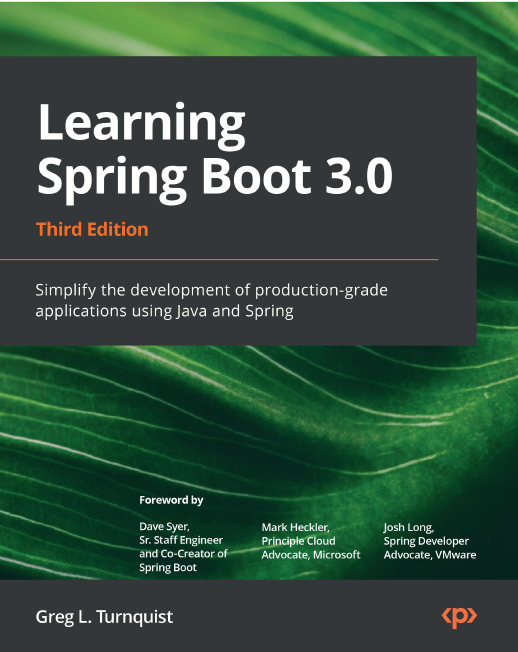 Learning
Spring Boot 3.0
Third Edition
Simplify the development of production-grade
applications using Java and Spring
Foreword by
Dave Syer,
Sr. Staff Engineer
and Co-Creator of
Spring Boot
Mark Heckler,
Principle Cloud
Advocate, Microsoft
Josh Long,
Spring Developer
Advocate, VMware
Greg L. Turnquist
<p>